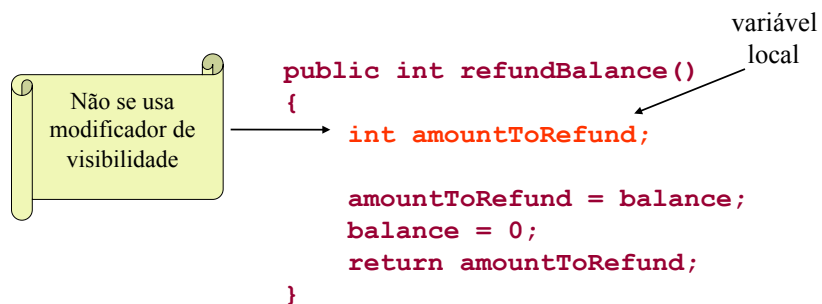 variável
local
Não se usa
modificador de
visibilidade
public int refundBalance()
{
int amountToRefund;
amountToRefund = balance;
balance = 0;
return amountToRefund;
}